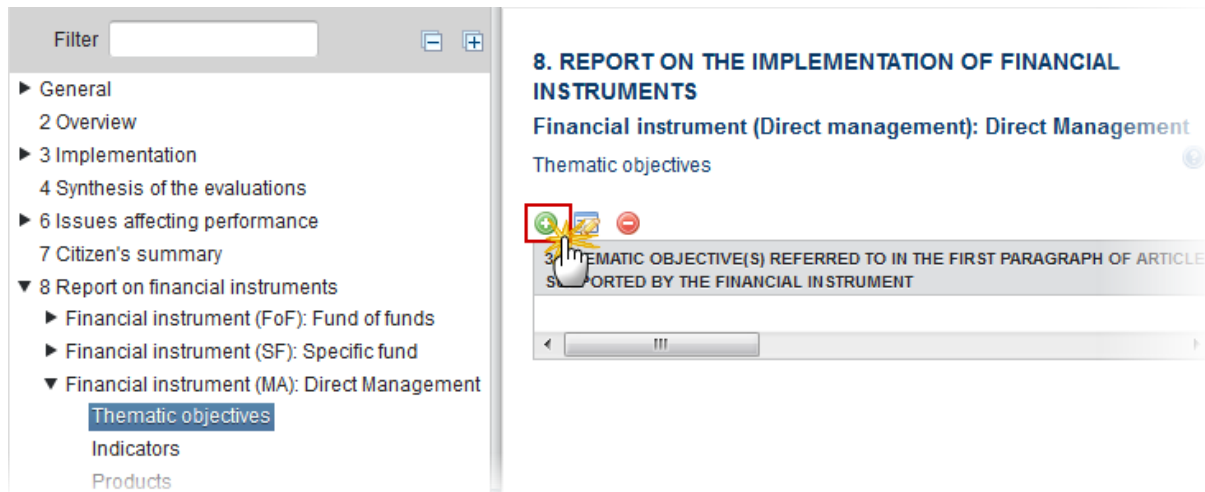 Filter
General
2 Overview
3 Implementation
4 Synthesis of the evaluations
6 Issues affecting performance
7 Citizen's summary
8 Report on financial instruments
Financial instrument (FoF): Fund of funds
Financial instrument (SF): Specific fund
Financial instrument (MA): Direct Management
Thematic objectives
Indicators
Products
8. REPORT ON THE IMPLEMENTATION OF FINANCIAL
INSTRUMENTS
Financial instrument (Direct management): Direct Management
Thematic objectives
OBJECTIVE(S) REFERRED TO IN THE FIRST PARAGRAPH OF ARTICLE
BY THE FINANCIAL INSTRUMENT